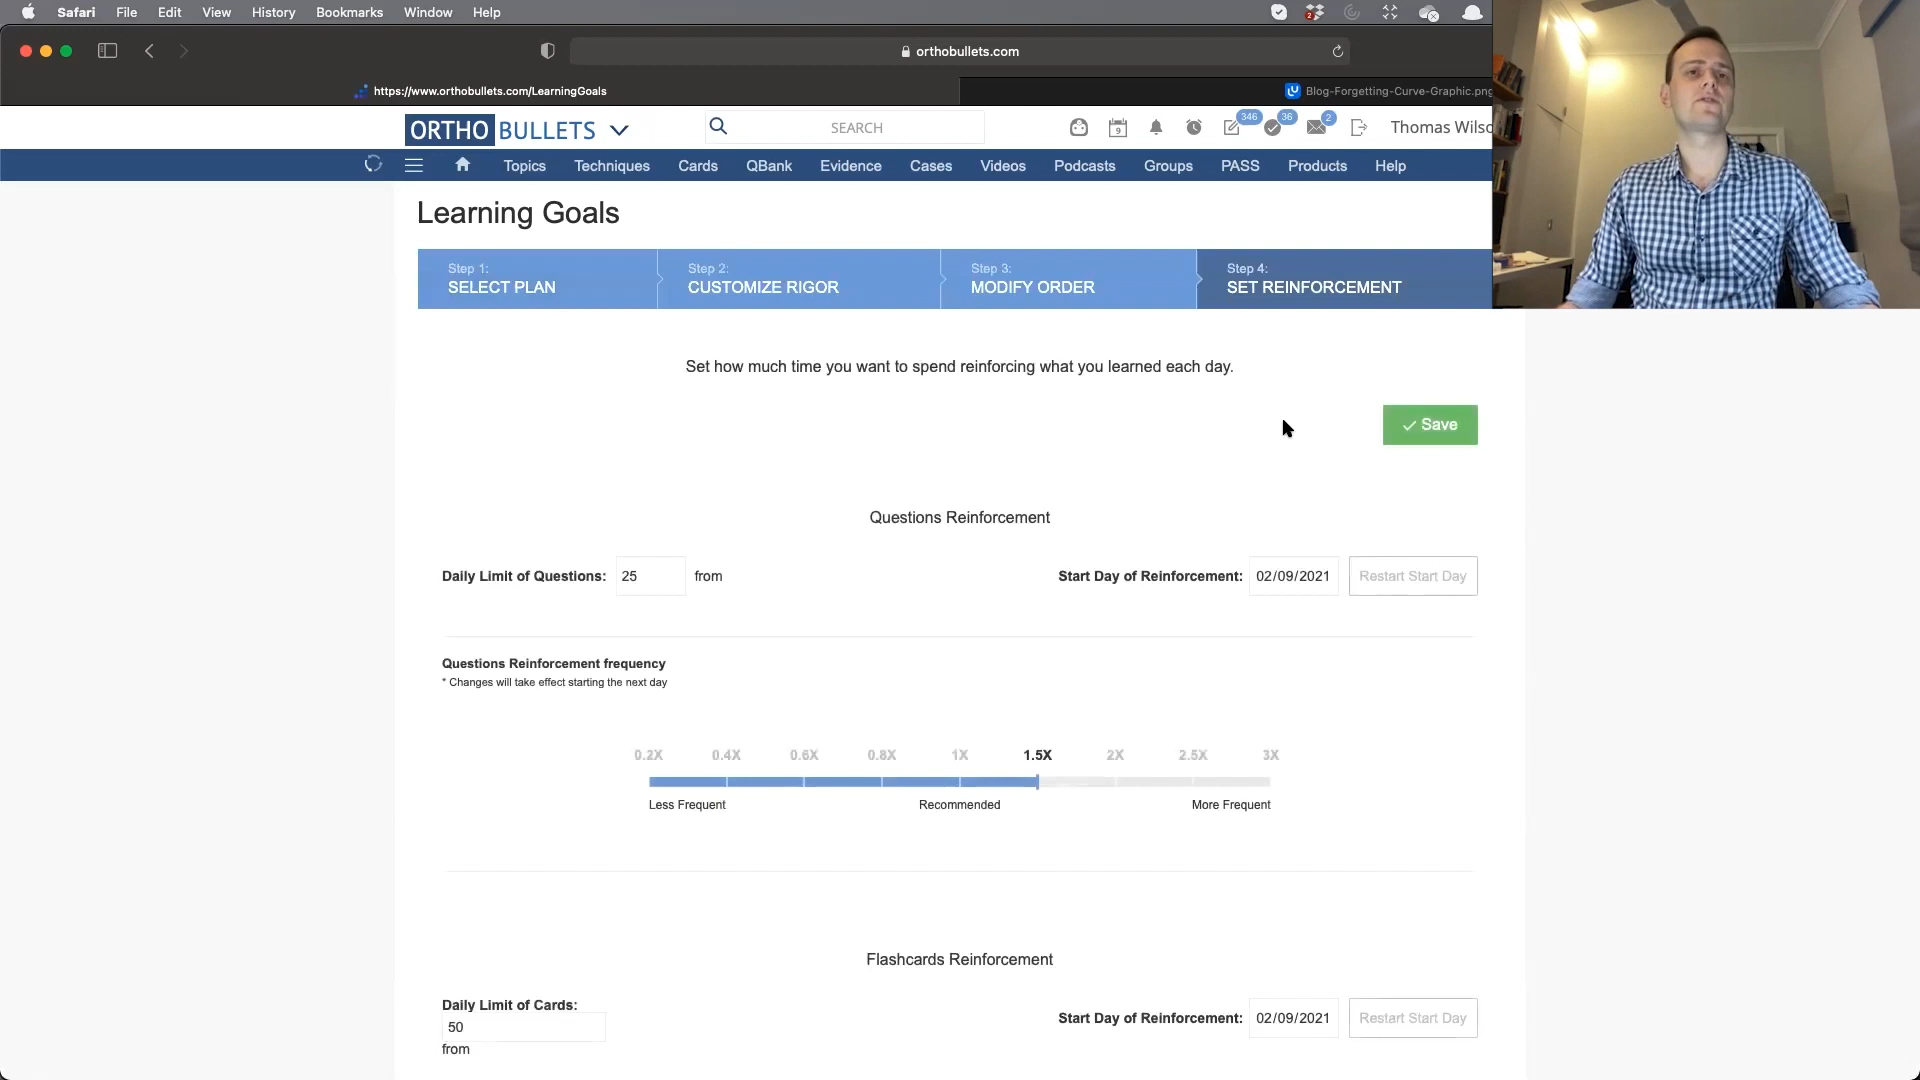 Safari File Edit View History Bookmarks Window Help
2
orthobullets.com
https://www.orthobullets.com/LearningGoals
Blog-Forgetting-Curve-Graphic.png
ORTHOBULLETS
SEARCH
9
346
36
2
Thomas Wilso
Topics Techniques Cards QBank Evidence Cases Videos Podcasts Groups PASS Products Help
Learning Goals
Step 1:
SELECT PLAN
Step 2:
CUSTOMIZE RIGOR
Step 3:
MODIFY ORDER
Step 4:
SET REINFORCEMENT
Set how much time you want to spend reinforcing what you learned each day.
Save
Questions Reinforcement
Daily Limit of Questions: 25 from
Start Day of Reinforcement: 02/09/2021 Restart Start Day
Questions Reinforcement frequency
* Changes will take effect starting the next day
0.2X 0.4X 0.6X 0.8X 1X 1.5X 2X 2.5X 3X
Less Frequent Recommended More Frequent
Flashcards Reinforcement
Daily Limit of Cards:
50
from
Start Day of Reinforcement: 02/09/2021 Restart Start Day